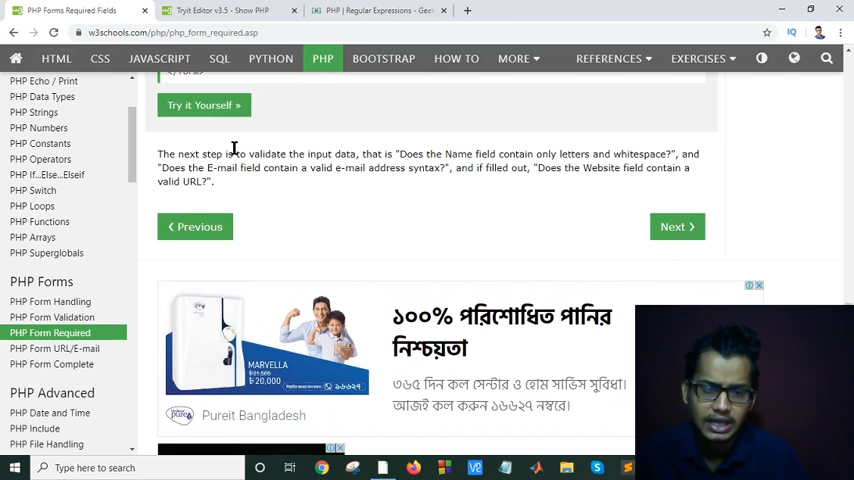 PHP Forms Required Fields
Tryit Editor v3.5 - Show PHP
PHP | Regular Expressions - Gee
w3schools.com/php/php_form_required.asp
HTML CSS JAVASCRIPT SQL PYTHON PHP BOOTSTRAP HOW TO MORE REFERENCES EXERCISES
PHP Echo / Print
PHP Data Types
PHP Strings
PHP Numbers
PHP Constants
PHP Operators
PHP If...Else...Elseif
PHP Switch
PHP Loops
PHP Functions
PHP Arrays
PHP Superglobals
PHP Forms
PHP Form Handling
PHP Form Validation
PHP Form Required
PHP Form URL/E-mail
PHP Form Complete
PHP Advanced
PHP Date and Time
PHP Include
PHP File Handling
Try it Yourself »
The next step is to validate the input data, that is "Does the Name field contain only letters and whitespace?", and
"Does the E-mail field contain a valid e-mail address syntax?", and if filled out, "Does the Website field contain a
valid URL?".
❮ Previous
Next ❯
MARVELLA
৳21,500
৳20,000
১৬৬২৭
Pureit Bangladesh
১০০% পরিশোধিত পানির
নিশ্চয়তা
৩৬৫ দিন কল সেন্টার ও হোম সার্ভিস সুবিধা।
আজই কল করুন ১৬৬২৭ নম্বরে।
Type here to search